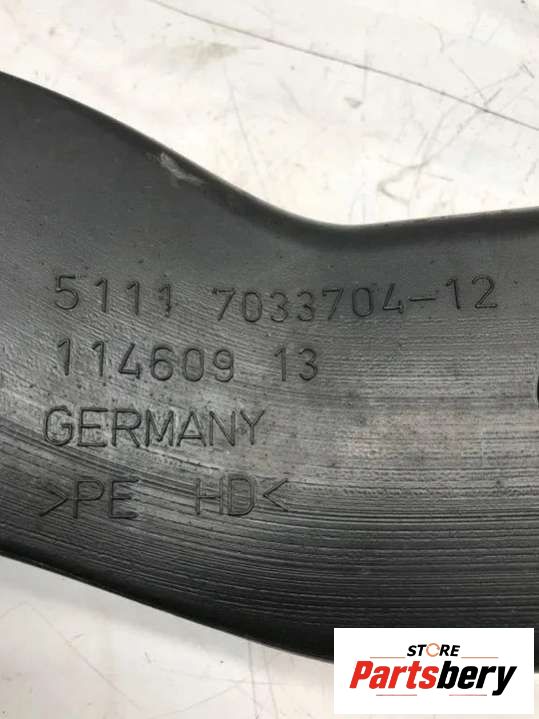 5111 7033704-12
114609 13
GERMANY
>PE HD<
STORE
Partsbery